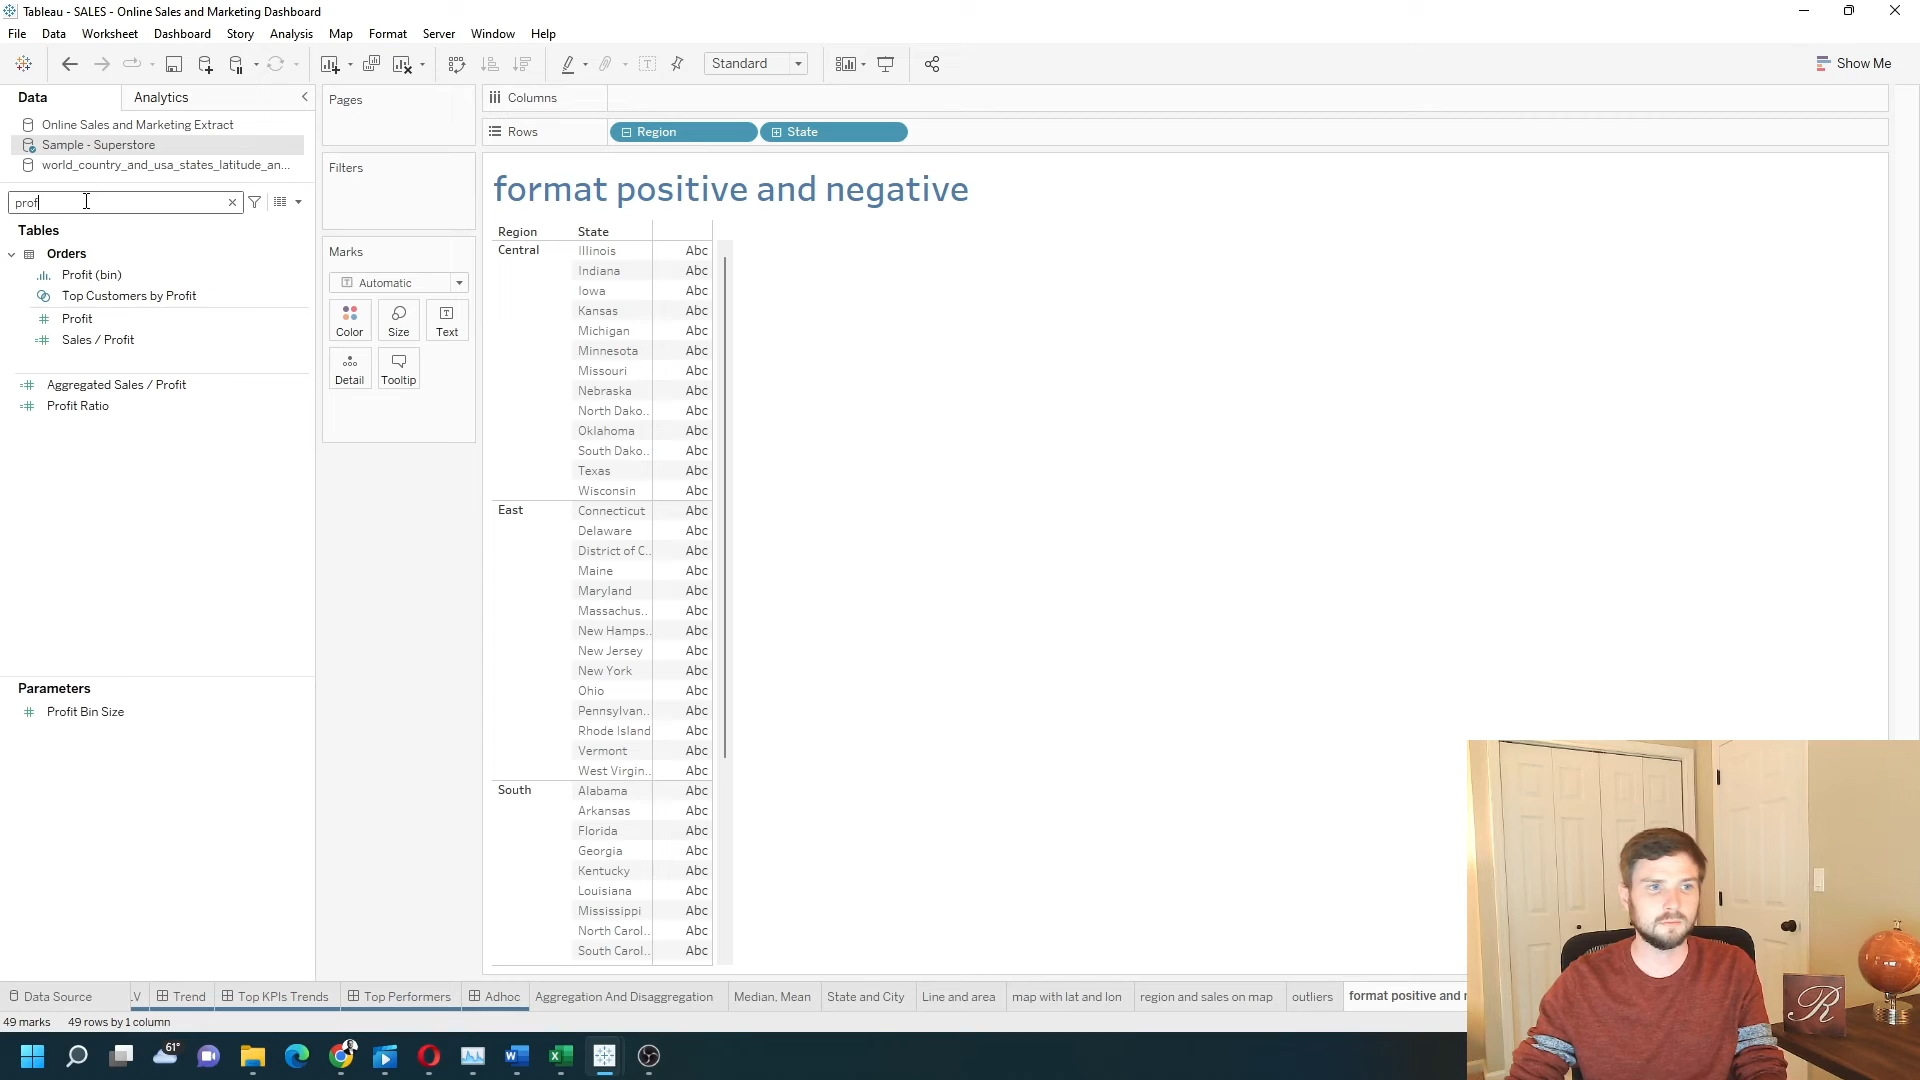 Tableau - SALES - Online Sales and Marketing Dashboard
File Data Worksheet Dashboard Story Analysis Map Format Server Window Help
Standard
Show Me
Data Analytics
Online Sales and Marketing Extract
Sample - Superstore
world_country_and_usa_states_latitude_an...
prof
Tables
Orders
Profit (bin)
Top Customers by Profit
Profit
Sales / Profit
Aggregated Sales / Profit
Profit Ratio
Parameters
Profit Bin Size
Pages
Filters
Marks
Automatic
Color Size Text
Detail Tooltip
Columns
Rows Region State
format positive and negative
Region State
Central Illinois Abc
Indiana Abc
Iowa Abc
Kansas Abc
Michigan Abc
Minnesota Abc
Missouri Abc
Nebraska Abc
North Dako.. Abc
Oklahoma Abc
South Dako.. Abc
Texas Abc
Wisconsin Abc
East Connecticut Abc
Delaware Abc
District of C.. Abc
Maine Abc
Maryland Abc
Massachus.. Abc
New Hamps.. Abc
New Jersey Abc
New York Abc
Ohio Abc
Pennsylvan.. Abc
Rhode Island Abc
Vermont Abc
West Virgin.. Abc
South Alabama Abc
Arkansas Abc
Florida Abc
Georgia Abc
Kentucky Abc
Louisiana Abc
Mississippi Abc
North Carol.. Abc
South Carol.. Abc
Data Source LV Trend Top KPIs Trends Top Performers Adhoc Aggregation And Disaggregation Median, Mean State and City Line and area map with lat and lon region and sales on map outliers format positive and n
49 marks 49 rows by 1 column
61°
R